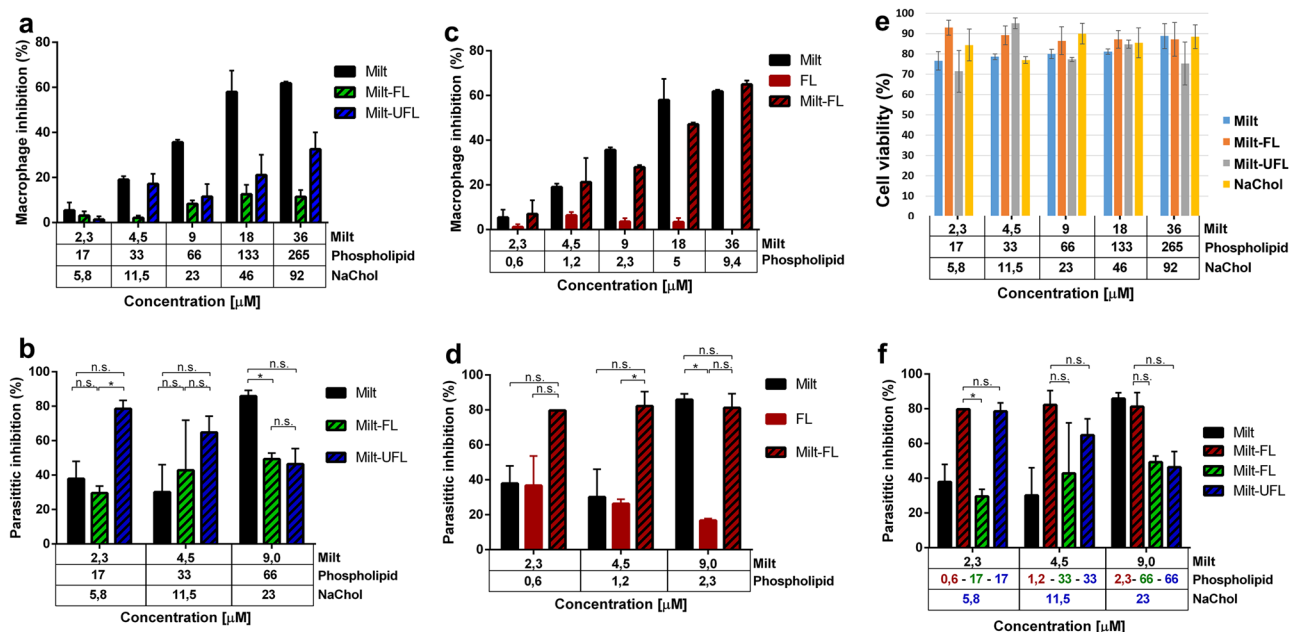 a
Macrophage inhibition (%)
80
60
40
20
0
Milt
Milt-FL
Milt-UFL
2,3 4,5 9 18 36 Milt
17 33 66 133 265 Phospholipid
5,8 11,5 23 46 92 NaChol
Concentration [μM]
c
Macrophage inhibition (%)
80
60
40
20
0
Milt
FL
Milt-FL
2,3 4,5 9 18 36 Milt
0,6 1,2 2,3 5 9,4 Phospholipid
Concentration [μM]
e
Cell viability (%)
100
90
80
70
60
50
40
30
20
10
0
Milt
Milt-FL
Milt-UFL
NaChol
2,3 4,5 9 18 36 Milt
17 33 66 133 265 Phospholipid
5,8 11,5 23 46 92 NaChol
Concentration [μM]
b
Parasititic inhibition (%)
100
80
60
40
20
0
n.s. n.s. n.s.
n.s. * n.s. n.s. *
n.s.
Milt
Milt-FL
Milt-UFL
2,3 4,5 9,0 Milt
17 33 66 Phospholipid
5,8 11,5 23 NaChol
Concentration [μM]
d
Parasititic inhibition (%)
100
80
60
40
20
0
n.s. n.s. n.s.
n.s. * * n.s.
Milt
FL
Milt-FL
2,3 4,5 9,0 Milt
0,6 1,2 2,3 Phospholipid
Concentration [μM]
f
Parasititic inhibition (%)
100
80
60
40
20
0
n.s. n.s. n.s.
* n.s. n.s.
Milt
Milt-FL
Milt-FL
Milt-UFL
2,3 4,5 9,0 Milt
0,6 - 17 - 17 1,2 - 33 - 33 2,3- 66 - 66 Phospholipid
5,8 11,5 23 NaChol
Concentration [μM]